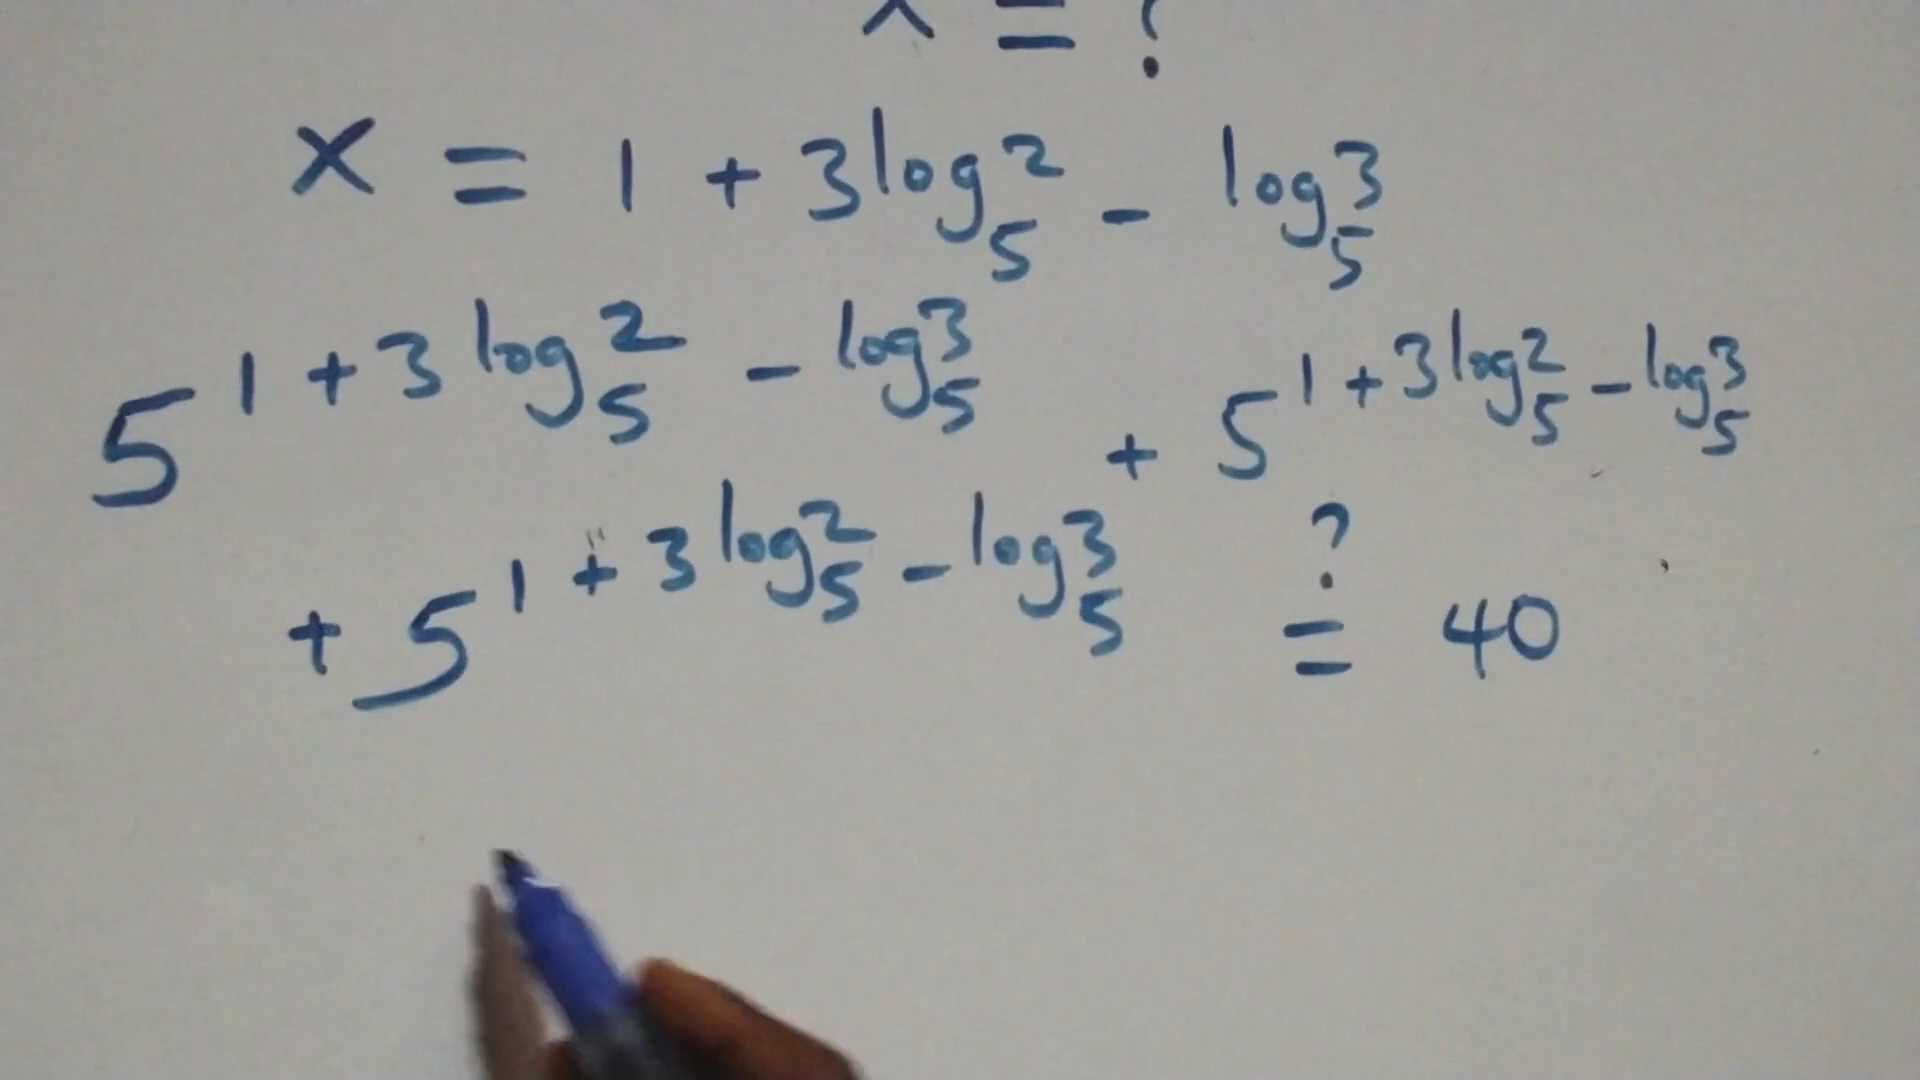 x = ?
x = 1 + 3log₅2 - log₅3
5^(1 + 3log₅2 - log₅3) + 5^(1 + 3log₅2 - log₅3)
+ 5^(1 + 3log₅2 - log₅3) ?= 40